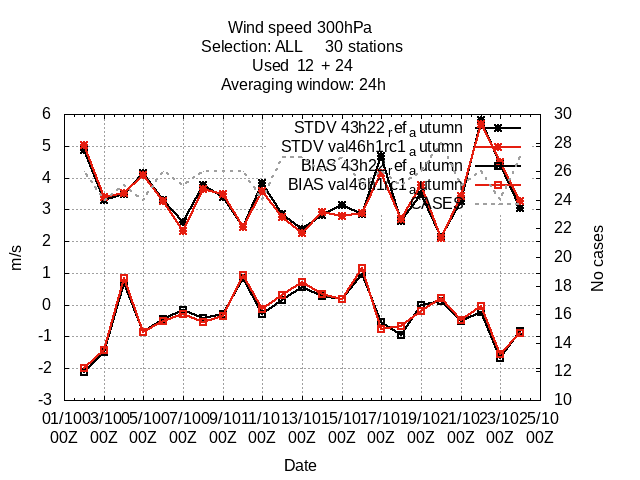 Wind speed 300hPa
Selection: ALL 30 stations
Used 12 + 24
Averaging window: 24h
STDV 43h22_ref_autumn
STDV val46h1rc1_autumn
BIAS 43h22_ref_autumn
BIAS val46h1rc1_autumn
CASES
6
5
4
3
2
1
0
-1
-2
-3
m/s
30
28
26
24
22
20
18
16
14
12
10
No cases
01/10 03/10 05/10 07/10 09/10 11/10 13/10 15/10 17/10 19/10 21/10 23/10 25/10
00Z 00Z 00Z 00Z 00Z 00Z 00Z 00Z 00Z 00Z 00Z 00Z 00Z
Date